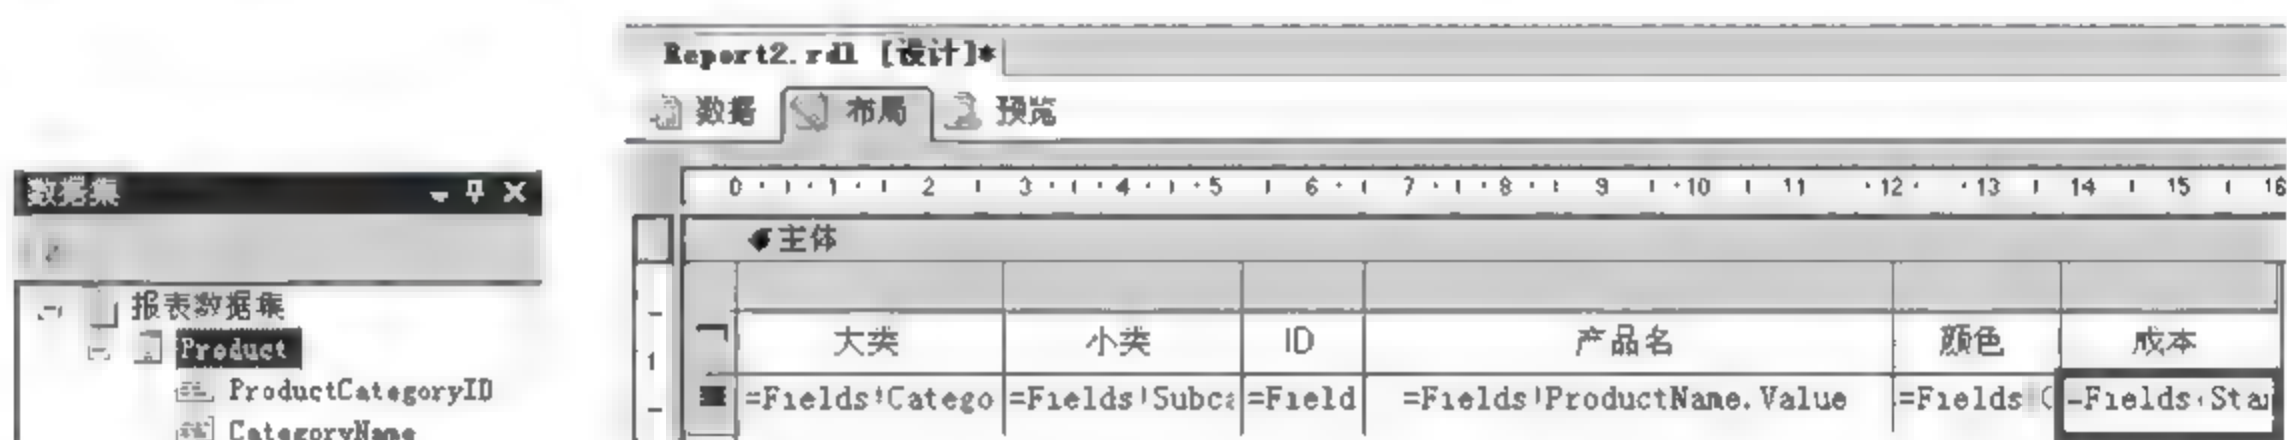 Report2.rdl [设计]*
数据 布局 预览
数据集
0 1 2 3 4 5 6 7 8 9 10 11 12 13 14 15 16
主体
报表数据集
Product
ProductCategoryID
CategoryName
1
大类 小类 ID 产品名 颜色 成本
=Fields!Catego =Fields!Subca =Field =Fields!ProductName.Value =Fields!C =Fields!Stan